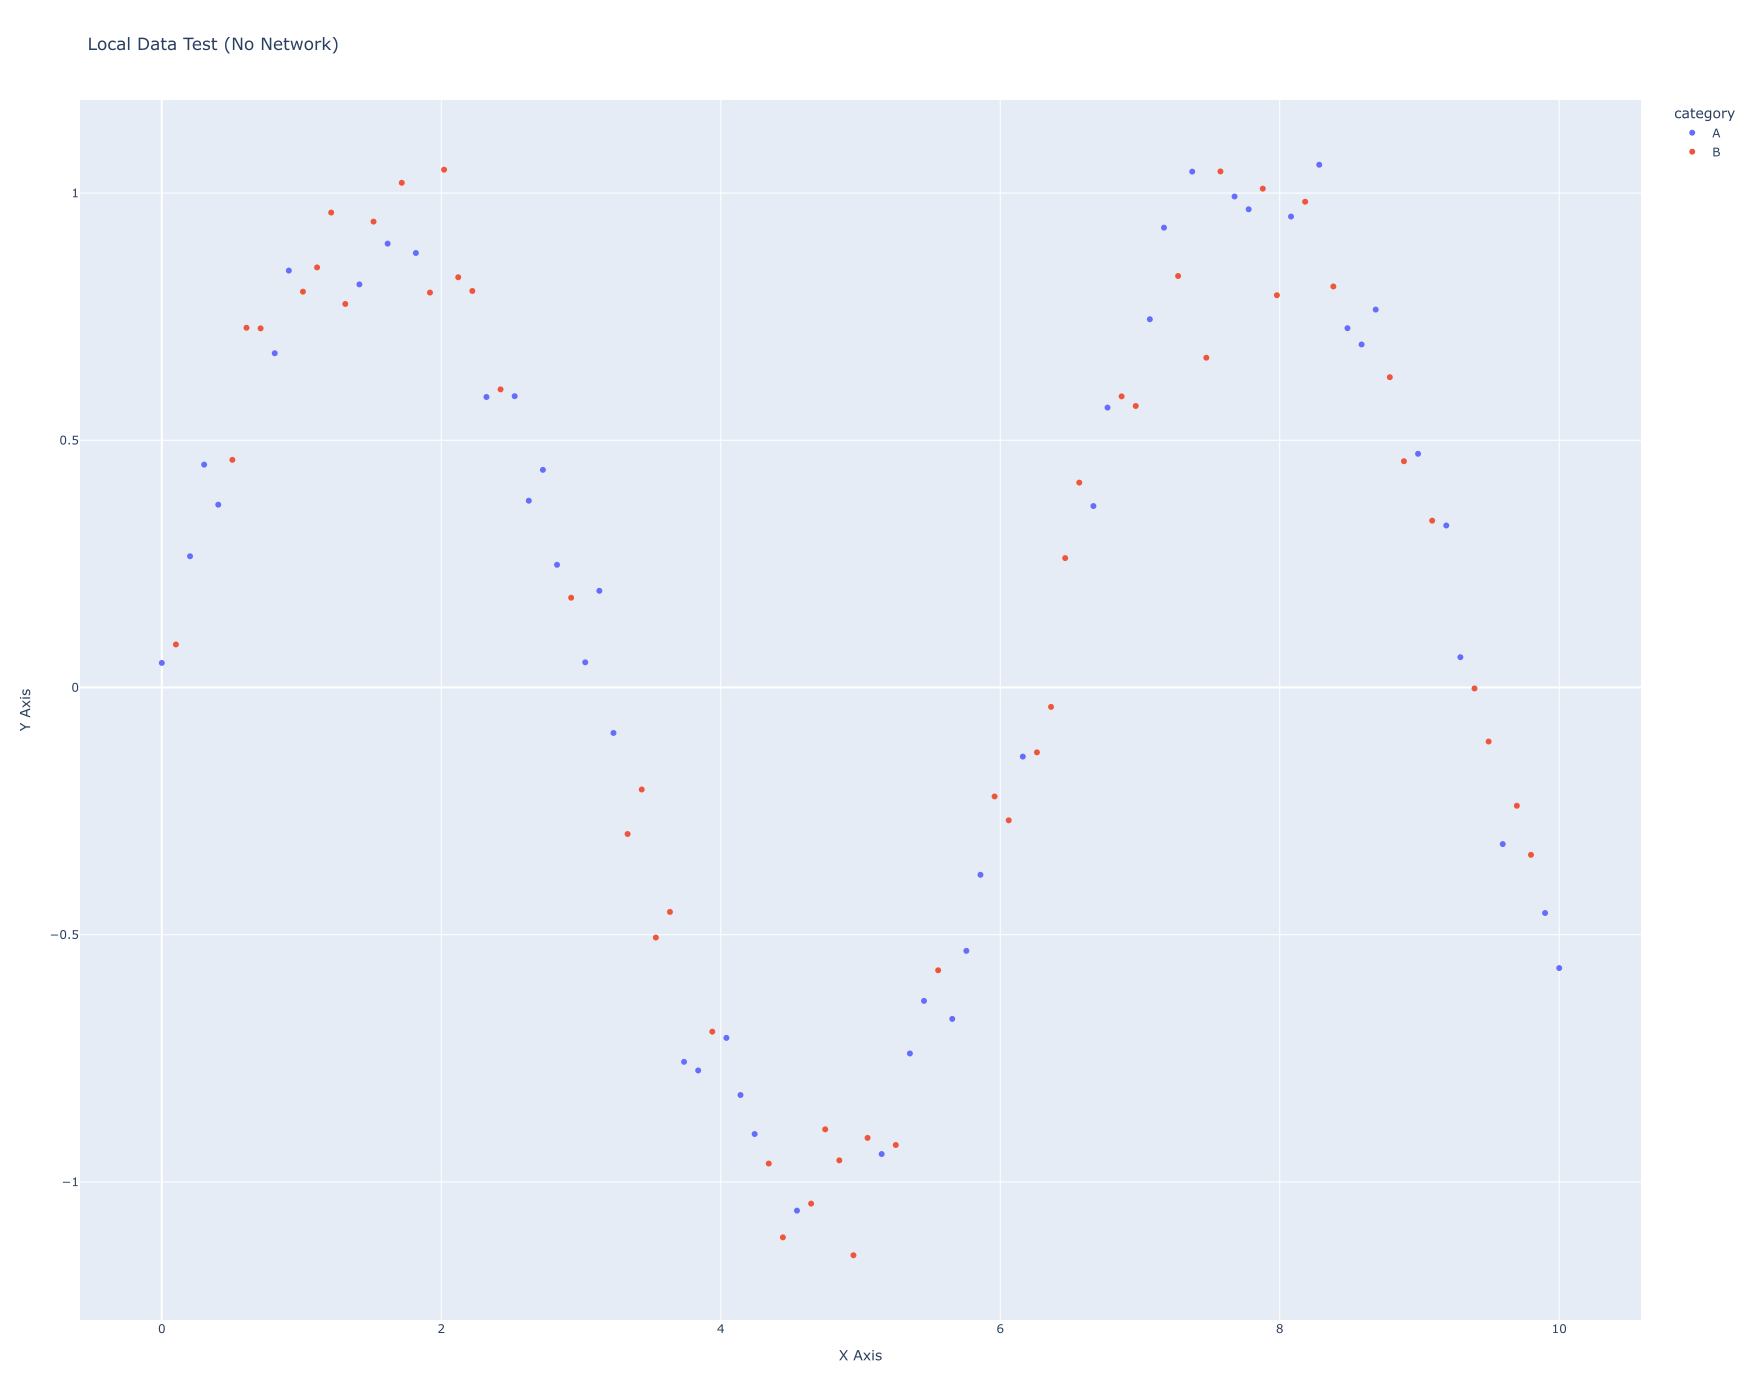 Local Data Test (No Network)
category
A
B
1
0.5
0
−0.5
−1
Y Axis
0 2 4 6 8 10
X Axis